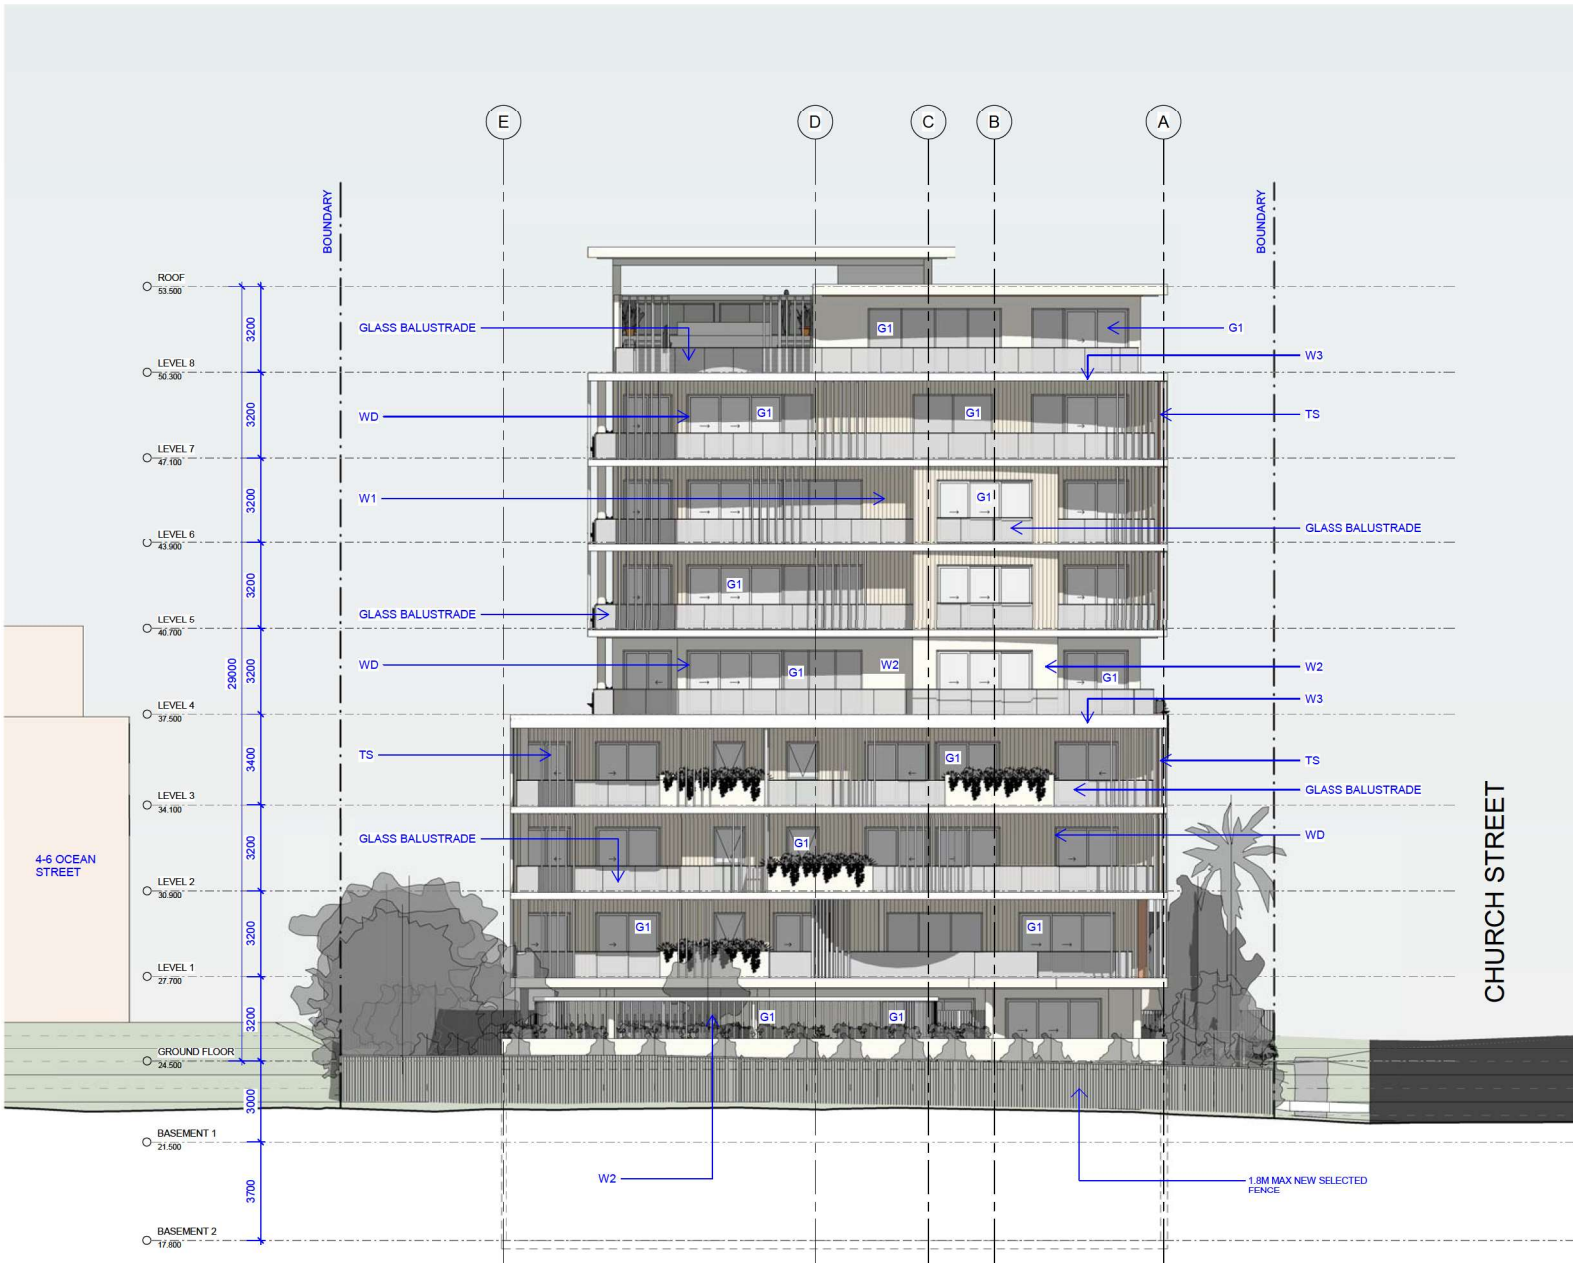 E
D
C
B
A
BOUNDARY
BOUNDARY
ROOF
53.500
3200
GLASS BALUSTRADE
G1
G1
W3
LEVEL 8
50.300
3200
WD
G1
G1
TS
LEVEL 7
47.100
3200
W1
G1
GLASS BALUSTRADE
LEVEL 6
43.900
3200
G1
GLASS BALUSTRADE
LEVEL 5
40.700
29000
3200
WD
G1
W2
G1
W2
W3
LEVEL 4
37.500
3400
TS
G1
TS
GLASS BALUSTRADE
LEVEL 3
34.100
3200
GLASS BALUSTRADE
G1
WD
4-6 OCEAN
STREET
CHURCH STREET
LEVEL 2
30.900
3200
G1
G1
LEVEL 1
27.700
3200
G1
G1
GROUND FLOOR
24.500
3000
BASEMENT 1
21.500
3700
W2
1.8M MAX NEW SELECTED
FENCE
BASEMENT 2
17.800